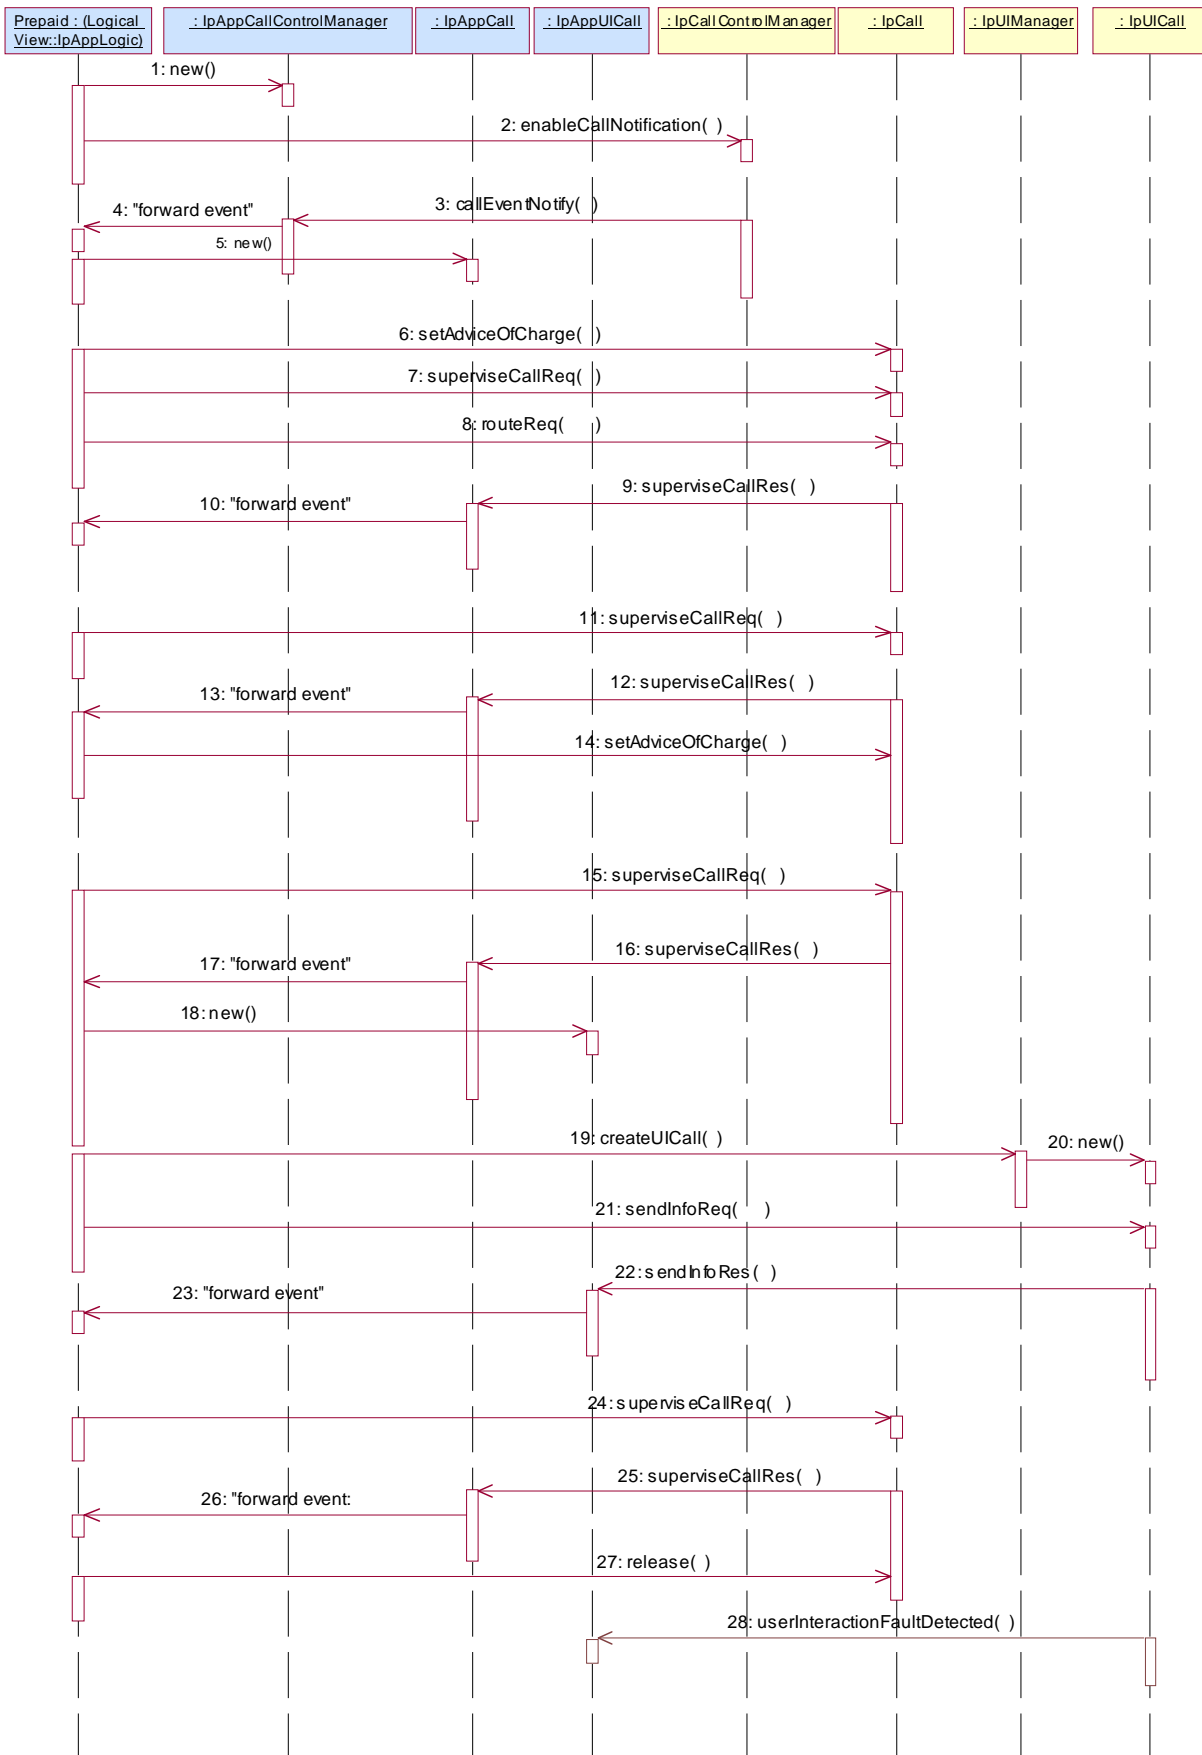 Prepaid : (Logical
View::IpAppLogic)
: IpAppCallControlManager
: IpAppCall
: IpAppUICall
: IpCallControlManager
: IpCall
: IpUIManager
: IpUICall
1: new()
2: enableCallNotification( )
3: callEventNotify( )
4: "forward event"
5: new()
6: setAdviceOfCharge( )
7: superviseCallReq( )
8: routeReq( )
9: superviseCallRes( )
10: "forward event"
11: superviseCallReq( )
12: superviseCallRes( )
13: "forward event"
14: setAdviceOfCharge( )
15: superviseCallReq( )
16: superviseCallRes( )
17: "forward event"
18: new()
19: createUICall( )
20: new()
21: sendInfoReq( )
22: sendInfoRes( )
23: "forward event"
24: superviseCallReq( )
25: superviseCallRes( )
26: "forward event:
27: release( )
28: userInteractionFaultDetected( )